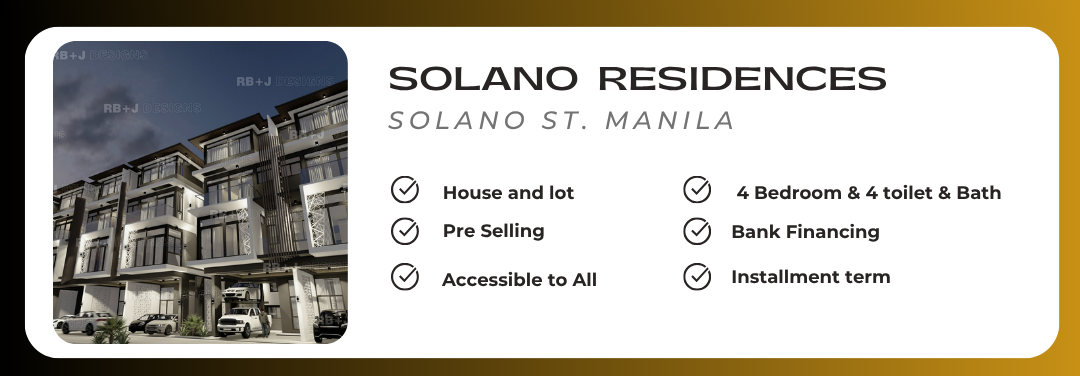 RB+J DESIGNS
RB+J DESIGNS
RB+J DESIGNS
RB+J
SOLANO RESIDENCES
SOLANO ST. MANILA
House and lot
4 Bedroom & 4 toilet & Bath
Pre Selling
Bank Financing
Accessible to All
Installment term